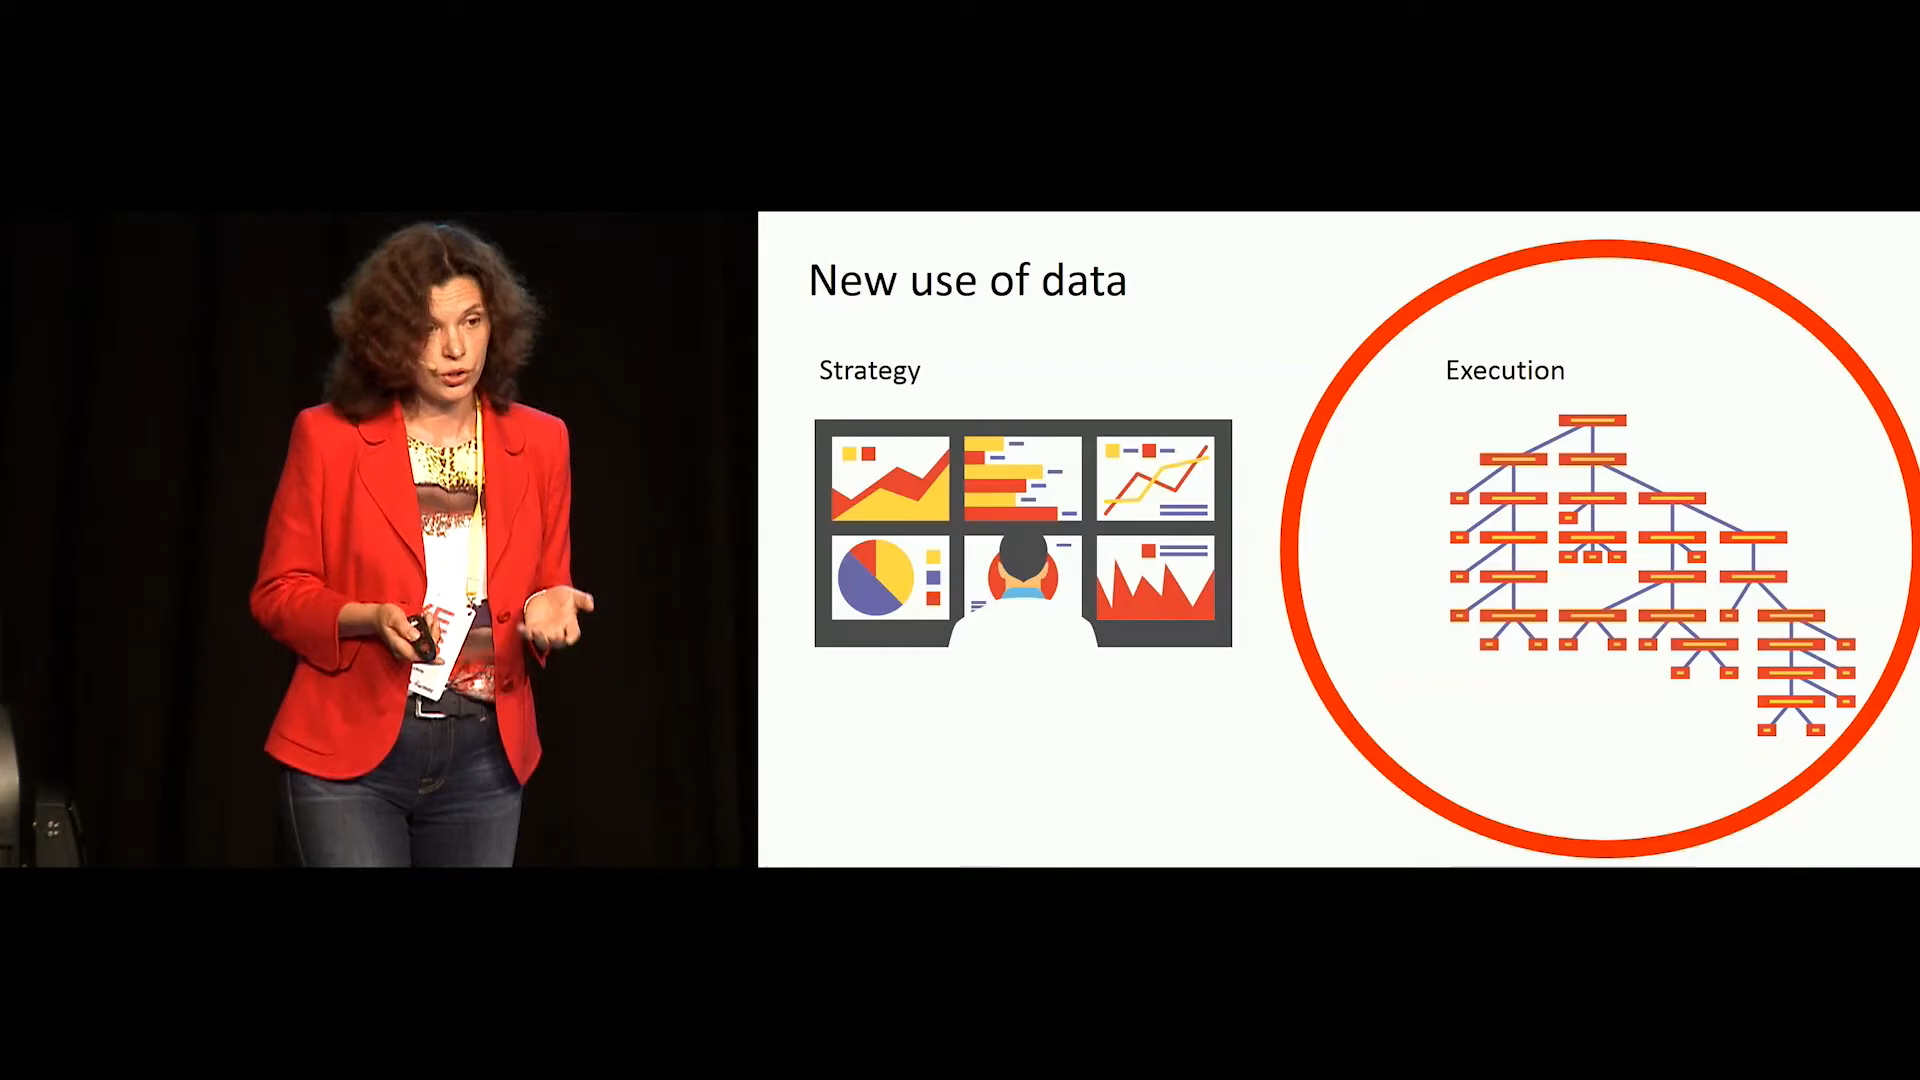 New use of data
Strategy
Execution